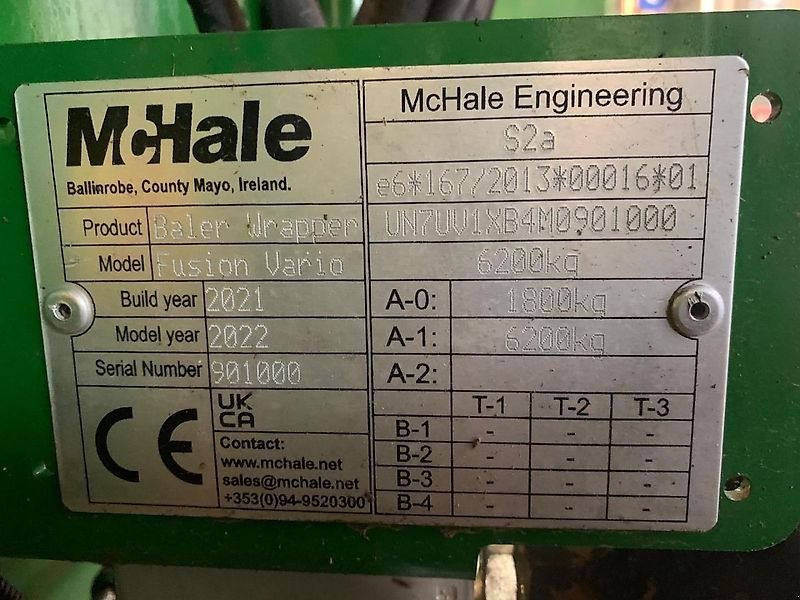 McHale
Ballinrobe, County Mayo, Ireland.
Product Baler Wrapper
Model Fusion Vario
Build year 2021
Model year 2022
Serial Number 901000
CE
UK
CA
Contact:
www.mchale.net
sales@mchale.net
+353(0)94-9520300
McHale Engineering
S2a
e6*167/2013*00016*01
UN7UV1XB4M0901000
6200kg
A-0: 1800kg
A-1: 6200kg
A-2:
T-1 T-2 T-3
B-1 - - -
B-2 - - -
B-3 - - -
B-4 - - -